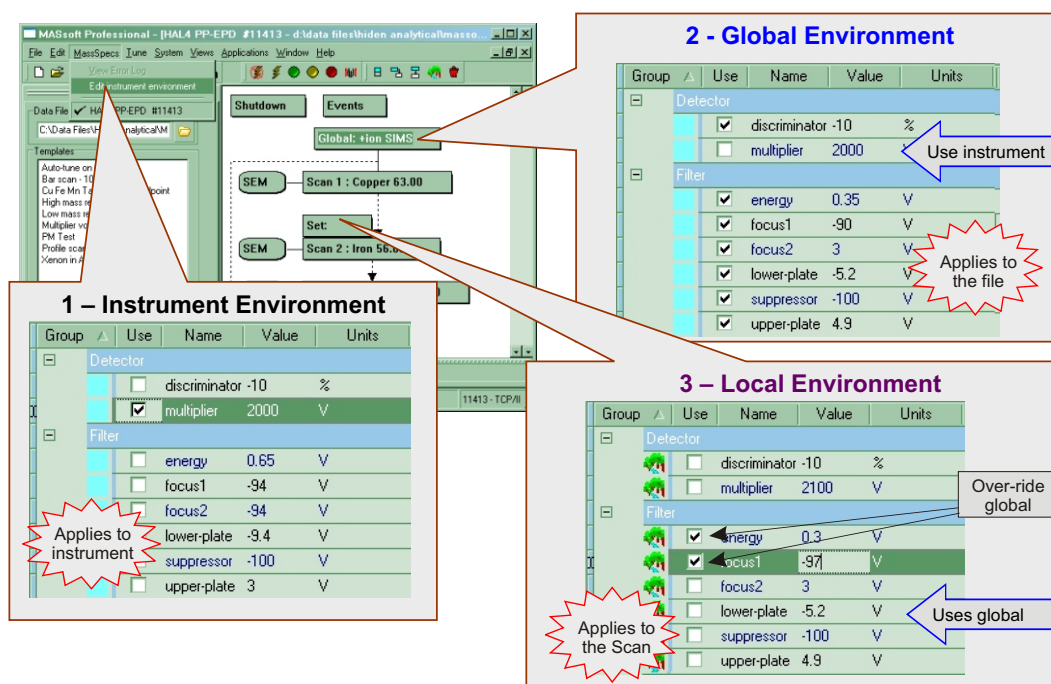 MASsoft Professional - [HAL4 PP-EPD #11413 - d:\data files\hiden analytical\masso...
File Edit MassSpecs Tune System Views Applications Window Help
View Error Log
Edit instrument environment
HAL4 PP-EPD #11413
Data File
C:\Data Files\H
nalytical\M
Templates
Auto-tune on
Bar scan - 10
Cu Fe Mn Ta
point
High mass re
Low mass re
Multiplier vo
PM Test
Profile scan
Xenon in A
Shutdown
Events
Global: +ion SIMS
SEM
Scan 1 : Copper 63.00
Set:
SEM
Scan 2 : Iron 56.0
11413 - TCP/I
2 - Global Environment
Group Use Name Value Units
Detector
discriminator -10 %
multiplier 2000
Use instrument
Filter
energy 0.35 V
focus1 -90 V
focus2 3 V
lower-plate -5.2 V
suppressor -100 V
upper-plate 4.9 V
Applies to
the file
1 – Instrument Environment
Group Use Name Value Units
Detector
discriminator -10 %
multiplier 2000 V
Filter
energy 0.65 V
focus1 -94 V
focus2 -94 V
lower-plate -9.4 V
suppressor -100 V
upper-plate 3 V
Applies to
instrument
3 – Local Environment
Group Use Name Value Units
Detector
discriminator -10 %
multiplier 2100 V
Filter
energy 0.3 V
focus1 -97 V
focus2 3 V
lower-plate -5.2 V
suppressor -100 V
upper-plate 4.9 V
Over-ride
global
Uses global
Applies to
the Scan